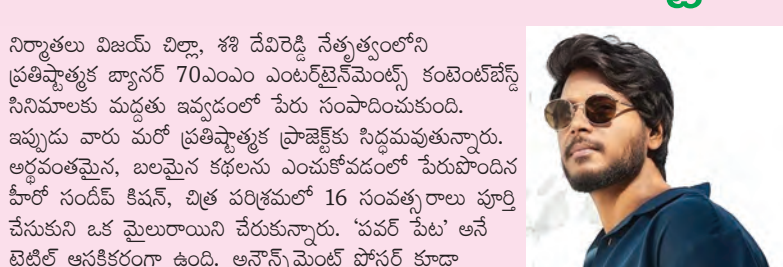 నిర్మాతలు విజయ్ చిల్లా, శశి దేవిరెడ్డి నేతృత్వంలోని
ప్రతిష్టాత్మక బ్యానర్ 70ఎంఎం ఎంటర్‌టైన్‌మెంట్స్ కంటెంట్‌బేస్డ్
సినిమాలకు మద్దతు ఇవ్వడంలో పేరు సంపాదించుకుంది.
ఇప్పుడు వారు మరో ప్రతిష్టాత్మక ప్రాజెక్ట్‌కు సిద్ధమవుతున్నారు.
అర్థవంతమైన, బలమైన కథలను ఎంచుకోవడంలో పేరుపొందిన
హీరో సందీప్ కిషన్, చిత్ర పరిశ్రమలో 16 సంవత్సరాలు పూర్తి
చేసుకుని ఒక మైలురాయిని చేరుకున్నారు. ‘పవర్ పేట’ అనే
టైటిల్ ఆసక్తికరంగా ఉంది. అనౌన్స్‌మెంట్ పోస్టర్ కూడా